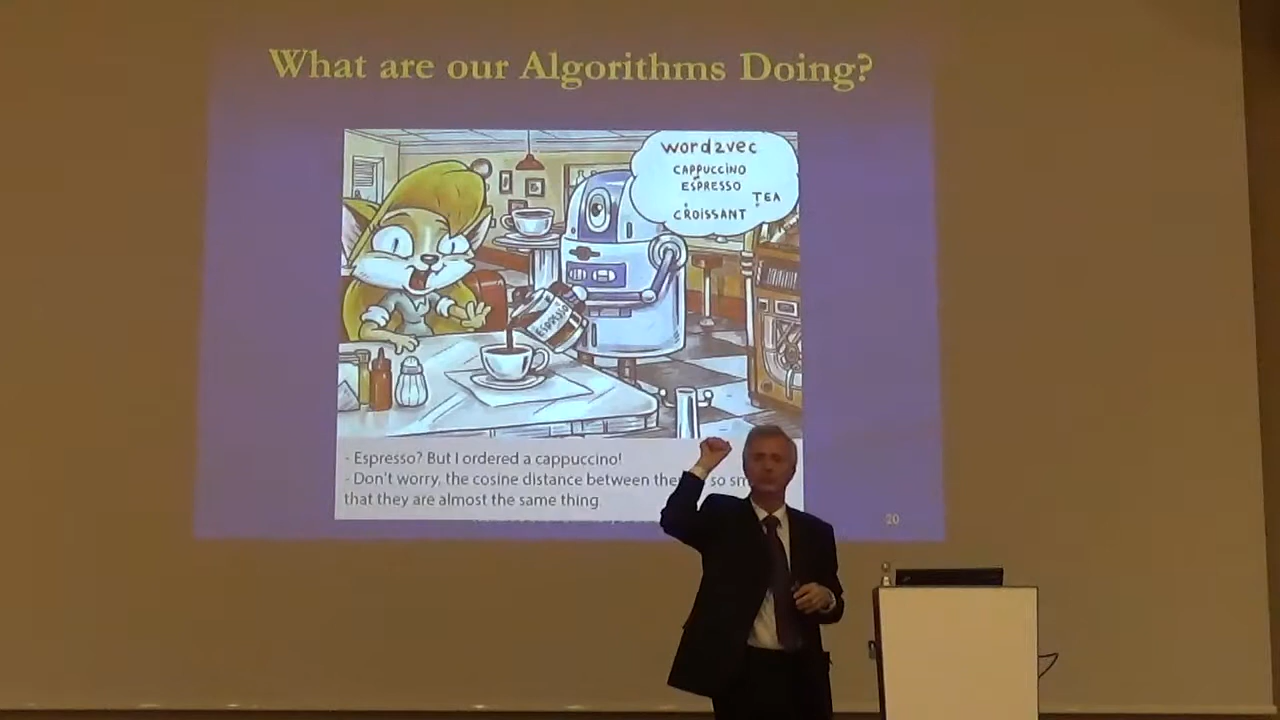 What are our Algorithms Doing?
word2vec
CAPPUCCINO
ESPRESSO
TEA
CROISSANT
ESPRESSO
- Espresso? But I ordered a cappuccino!
- Don't worry, the cosine distance between so
that they are almost the same thing.
20